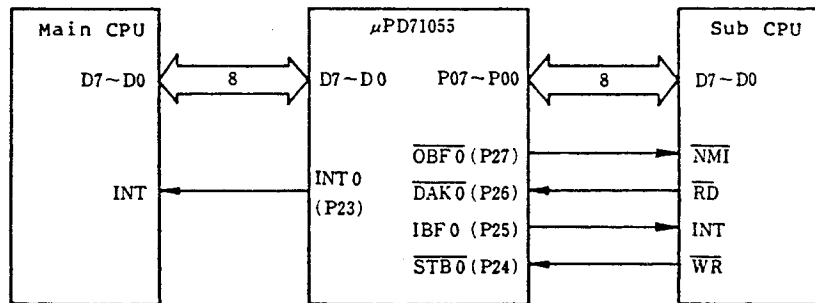 Main CPU
D7~D0
INT
8
μPD71055
D7~D0
INT0
(P23)
P07~P00
OBF0 (P27)
DAK0 (P26)
IBF0 (P25)
STB0 (P24)
8
Sub CPU
D7~D0
NMI
RD
INT
WR